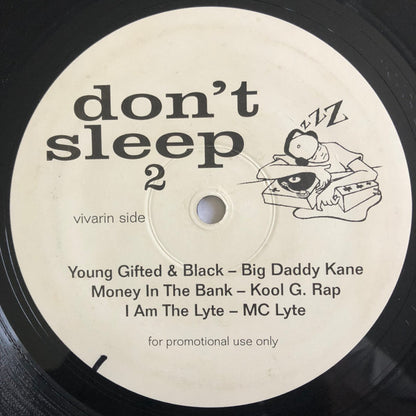 don't
sleep
2
zzZZ
vivarin side
Young Gifted & Black – Big Daddy Kane
Money In The Bank – Kool G. Rap
I Am The Lyte – MC Lyte
for promotional use only